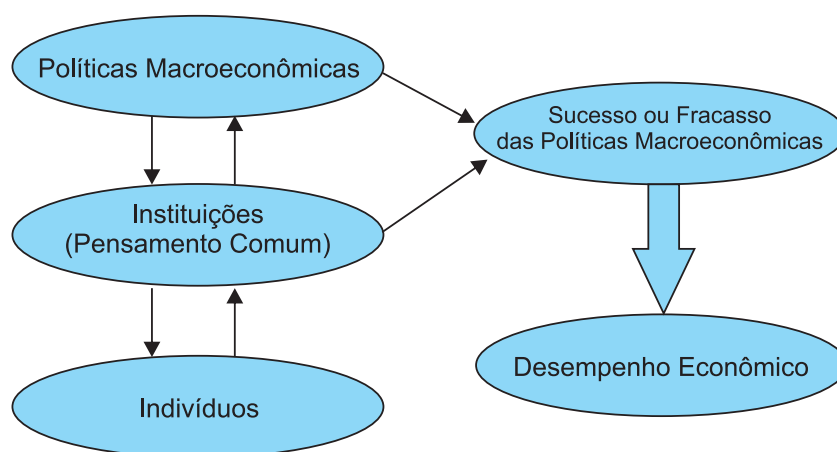 Políticas Macroeconômicas
Instituições
(Pensamento Comum)
Indivíduos
Sucesso ou Fracasso
das Políticas Macroeconômicas
Desempenho Econômico